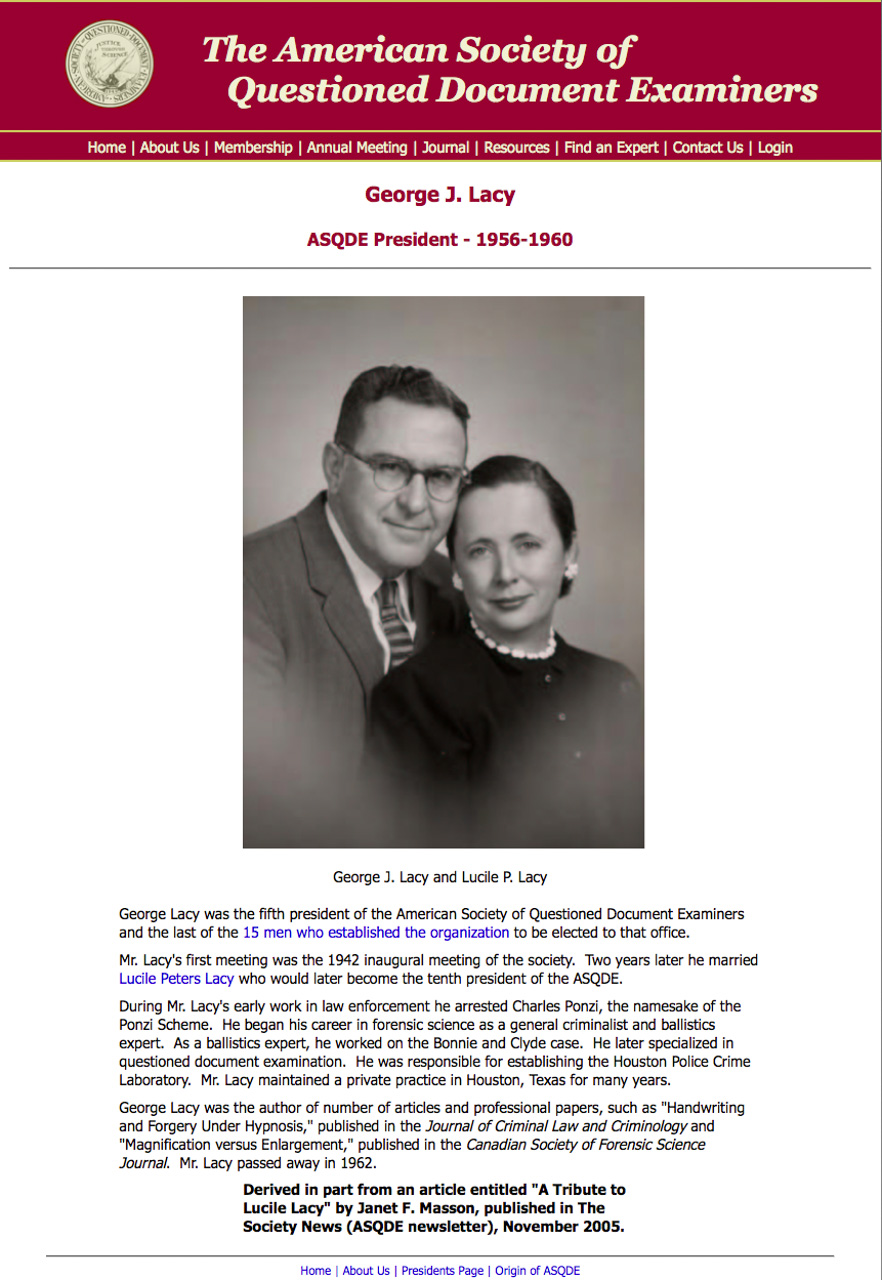 The American Society of
Questioned Document Examiners
Home | About Us | Membership | Annual Meeting | Journal | Resources | Find an Expert | Contact Us | Login
George J. Lacy
ASQDE President - 1956-1960
George J. Lacy and Lucile P. Lacy
George Lacy was the fifth president of the American Society of Questioned Document Examiners
and the last of the 15 men who established the organization to be elected to that office.
Mr. Lacy's first meeting was the 1942 inaugural meeting of the society.  Two years later he married
Lucile Peters Lacy who would later become the tenth president of the ASQDE.
During Mr. Lacy's early work in law enforcement he arrested Charles Ponzi, the namesake of the
Ponzi Scheme.  He began his career in forensic science as a general criminalist and ballistics
expert.  As a ballistics expert, he worked on the Bonnie and Clyde case.  He later specialized in
questioned document examination.  He was responsible for establishing the Houston Police Crime
Laboratory.  Mr. Lacy maintained a private practice in Houston, Texas for many years.
George Lacy was the author of number of articles and professional papers, such as "Handwriting
and Forgery Under Hypnosis," published in the Journal of Criminal Law and Criminology and
"Magnification versus Enlargement," published in the Canadian Society of Forensic Science
Journal.  Mr. Lacy passed away in 1962.
Derived in part from an article entitled "A Tribute to
Lucile Lacy" by Janet F. Masson, published in The
Society News (ASQDE newsletter), November 2005.
Home | About Us | Presidents Page | Origin of ASQDE